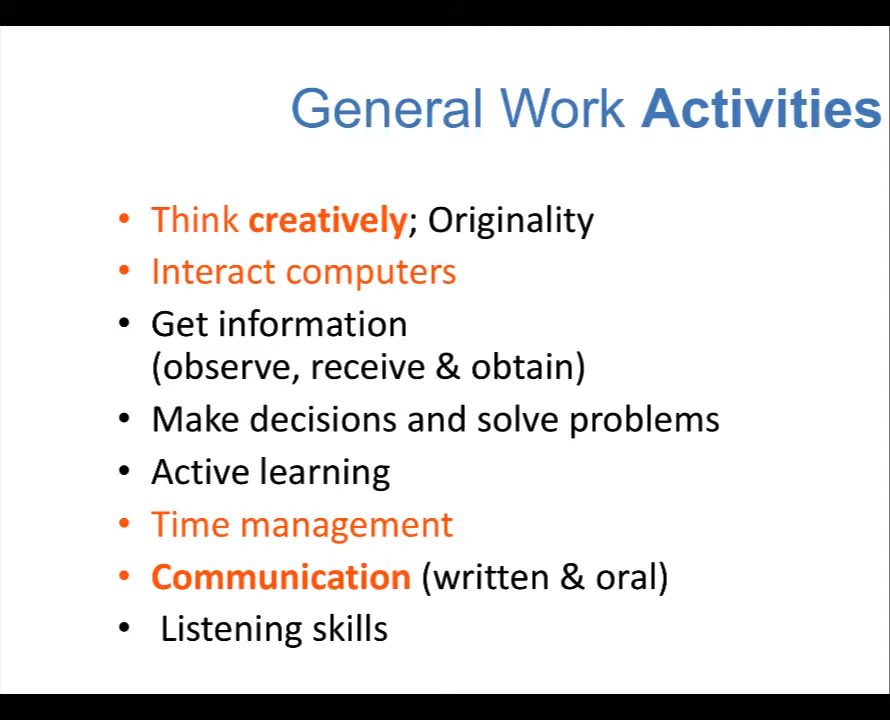 General Work Activities
• Think creatively; Originality
• Interact computers
• Get information
(observe, receive & obtain)
• Make decisions and solve problems
• Active learning
• Time management
• Communication (written & oral)
• Listening skills